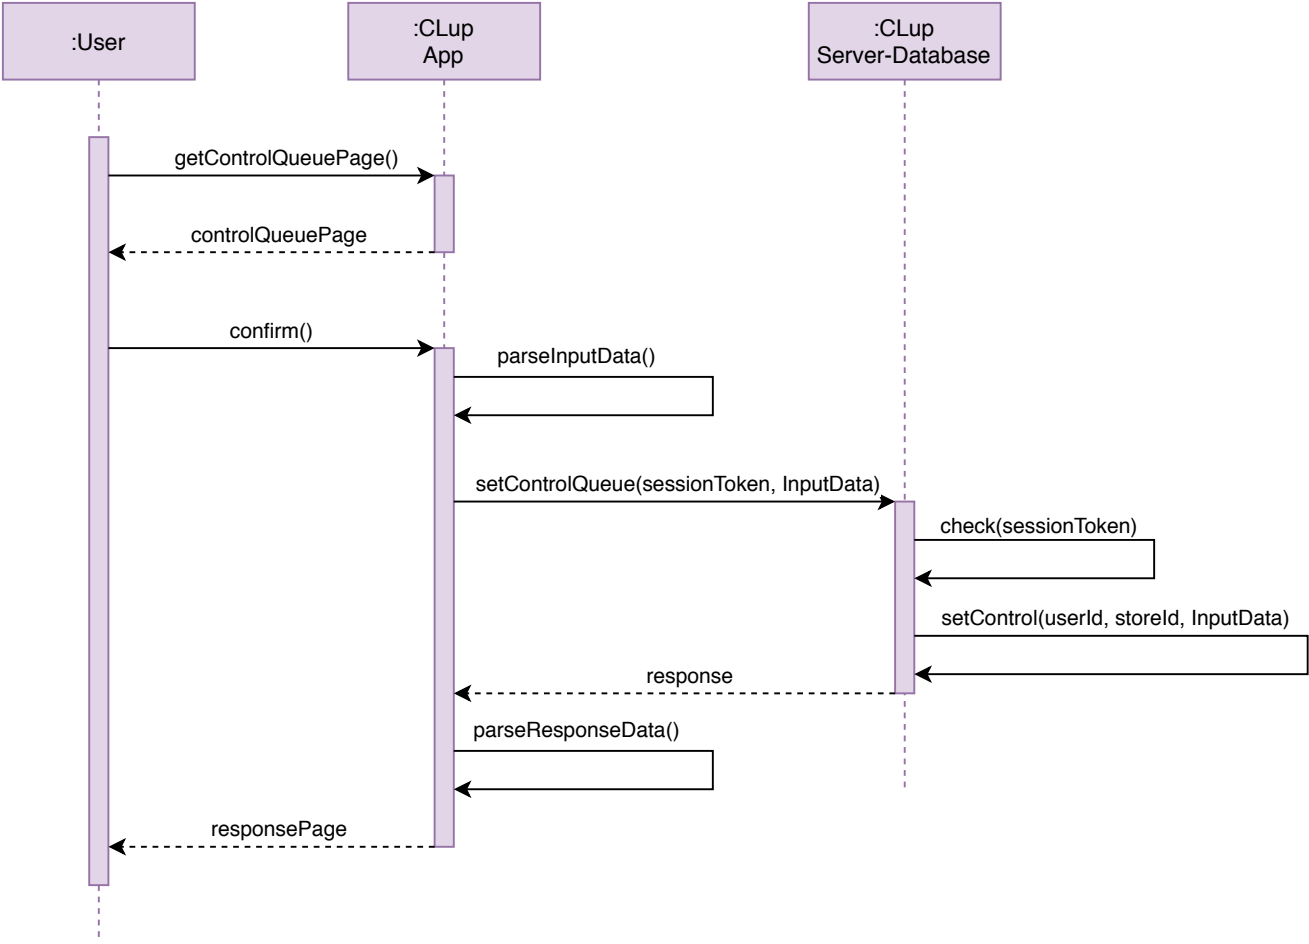 :User
:CLup
App
:CLup
Server-Database
getControlQueuePage()
controlQueuePage
confirm()
parseInputData()
setControlQueue(sessionToken, InputData)
check(sessionToken)
setControl(userId, storeId, InputData)
response
parseResponseData()
responsePage